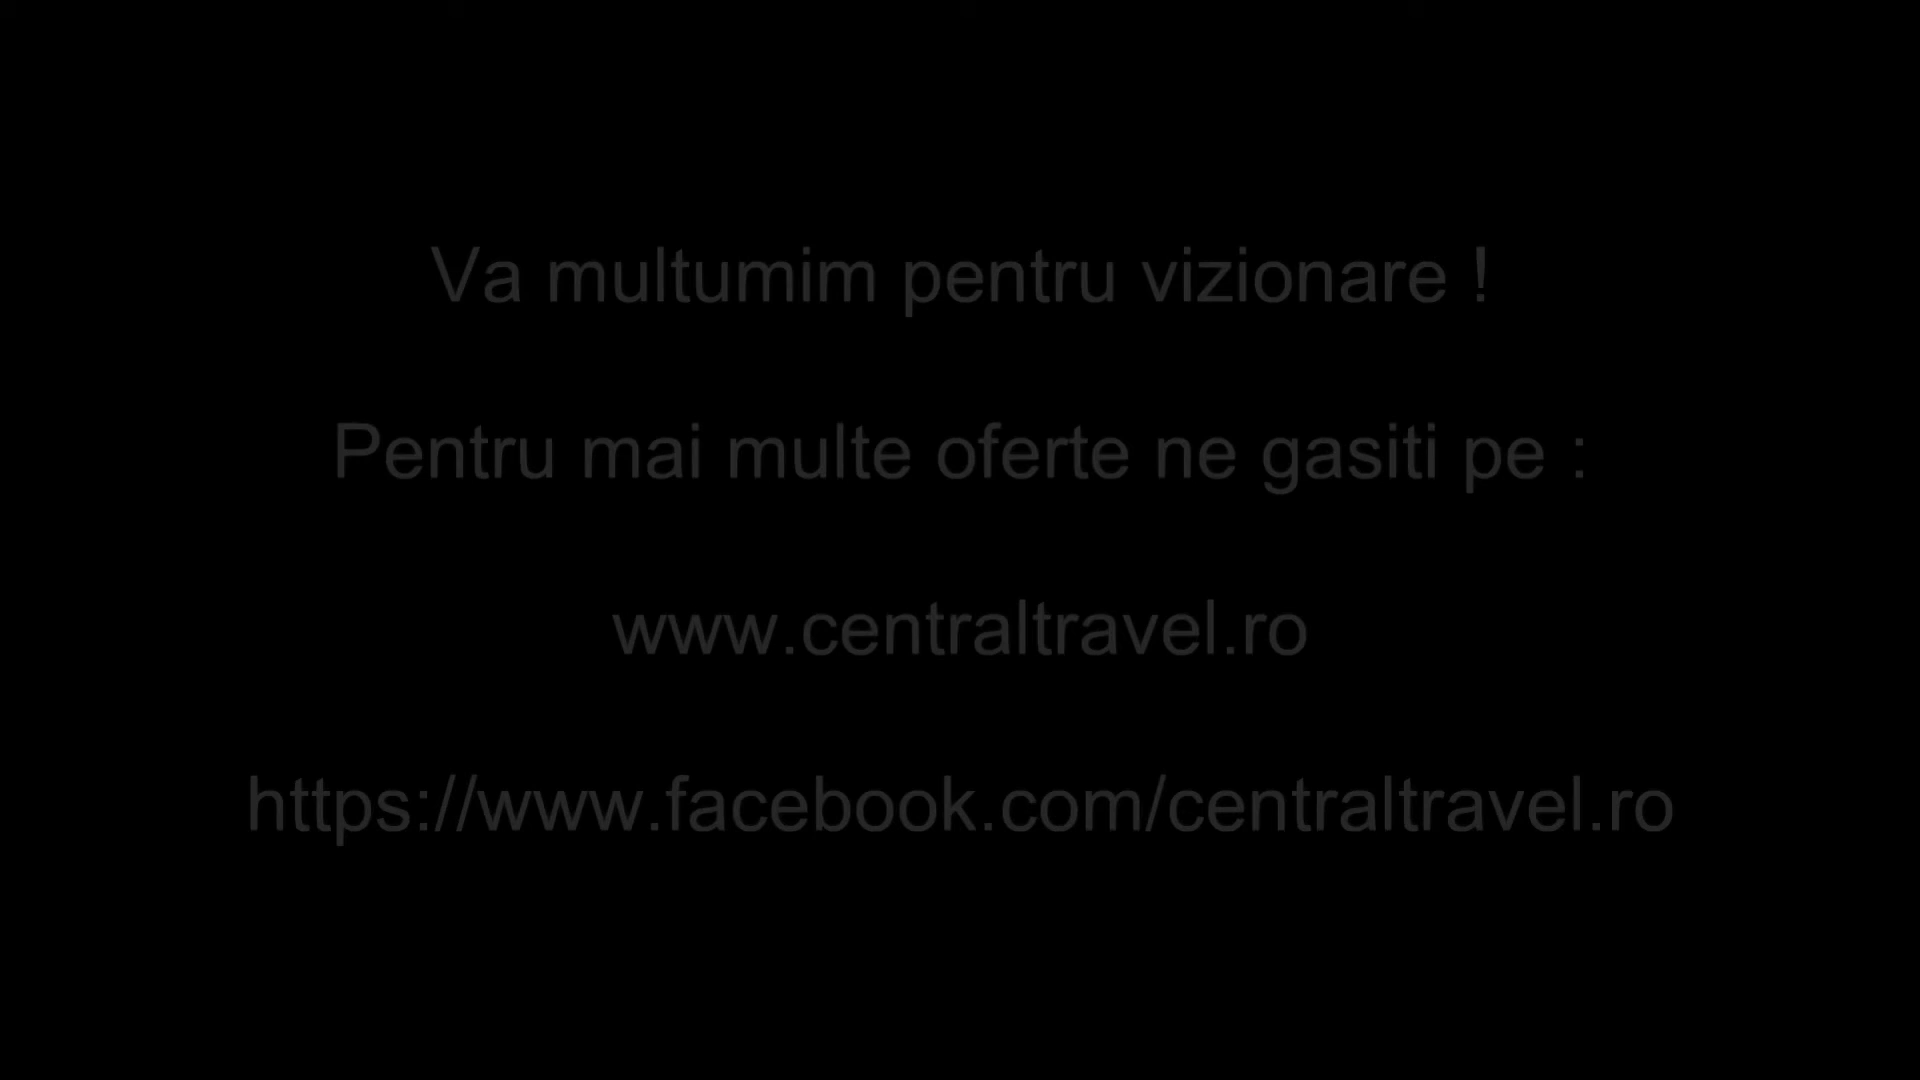 Va multumim pentru vizionare !
Pentru mai multe oferte ne gasiti pe :
www.centraltravel.ro
https://www.facebook.com/centraltravel.ro